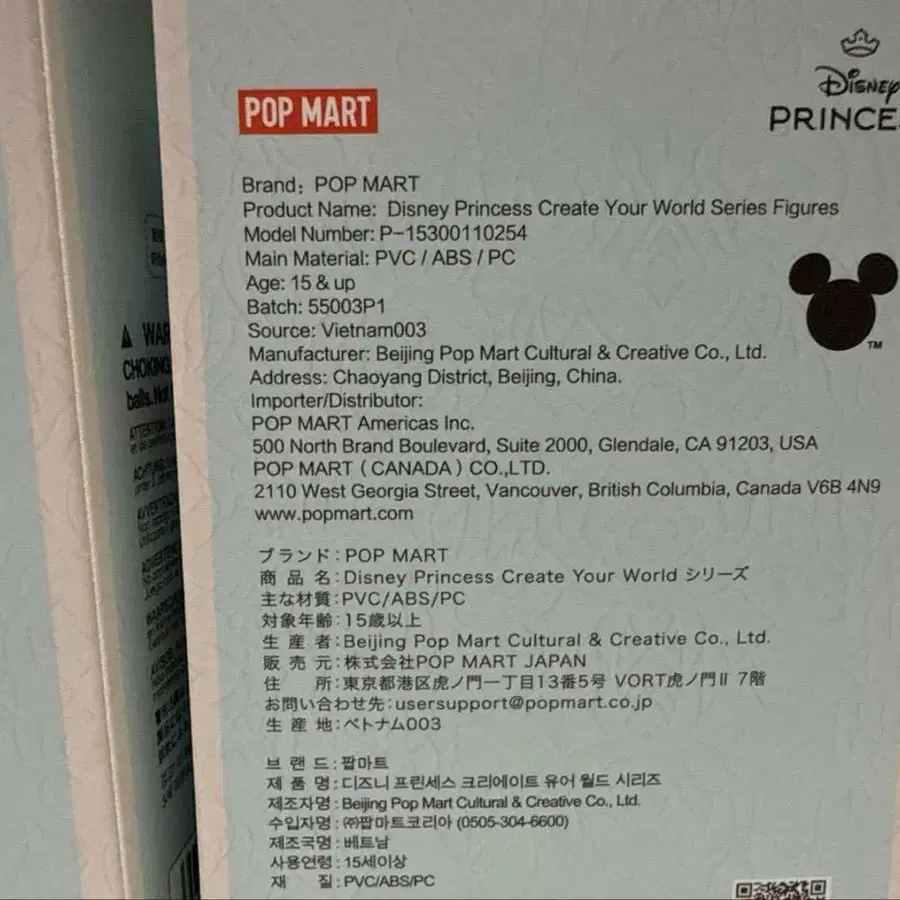 Disney
POP MART
Brand: POP MART
Product Name: Disney Princess Create Your World Series Figures
Model Number: P-15300110254
Main Material: PVC / ABS / PC
Age: 15 & up
Batch: 55003P1
Source: Vietnam003
Manufacturer: Beijing Pop Mart Cultural & Creative Co., Ltd.
Address: Chaoyang District, Beijing, China.
Importer/Distributor:
POP MART Americas Inc.
500 North Brand Boulevard, Suite 2000, Glendale, CA 91203, USA
POP MART ( CANADA ) CO.,LTD.
2110 West Georgia Street, Vancouver, British Columbia, Canada V6B 4N9
www.popmart.com
TM
ブランド:POP MART
商品名:Disney Princess Create Your World シリーズ
主な材質:PVC/ABS/PC
対象年齢:15歳以上
生産者:Beijing Pop Mart Cultural & Creative Co., Ltd.
販売元:株式会社POP MART JAPAN
住所:東京都港区虎ノ門一丁目13番5号 VORT虎ノ門Ⅱ 7階
お問い合わせ先:usersupport@popmart.co.jp
生産地:ベトナム003
브랜드:팝마트
제품명:디즈니 프린세스 크리에이트 유어 월드 시리즈
제조자명:Beijing Pop Mart Cultural & Creative Co., Ltd.
수입자명:㈜팝마트코리아 (0505-304-6600)
제조국명:베트남
사용연령:15세이상
재질:PVC/ABS/PC